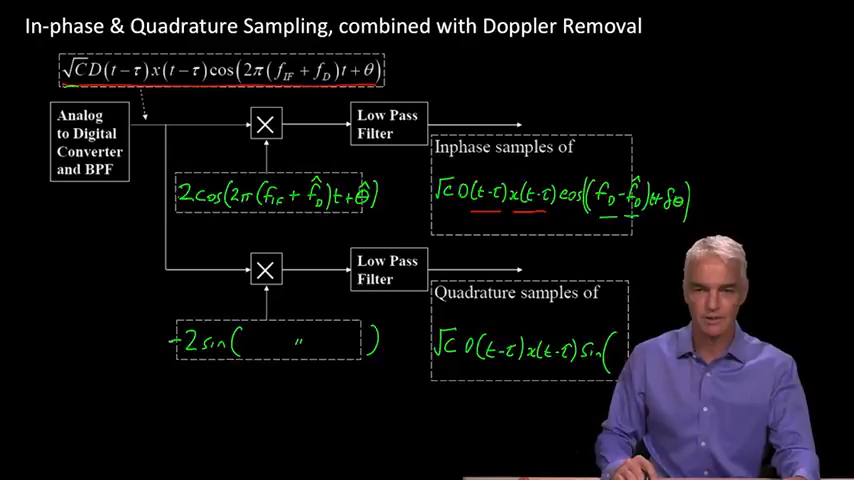 In-phase & Quadrature Sampling, combined with Doppler Removal
√C D(t−τ)x(t−τ)cos(2π(f_IF + f_D)t+θ)
Analog
to Digital
Converter
and BPF
×
Low Pass
Filter
2cos(2π(f_IF + f̂_D)t+θ̂)
Inphase samples of
√C D(t-τ)x(t-τ)cos((f_D-f̂_D)t+δθ)
×
Low Pass
Filter
-2sin( " )
Quadrature samples of
√C D(t-τ)x(t-τ)sin(